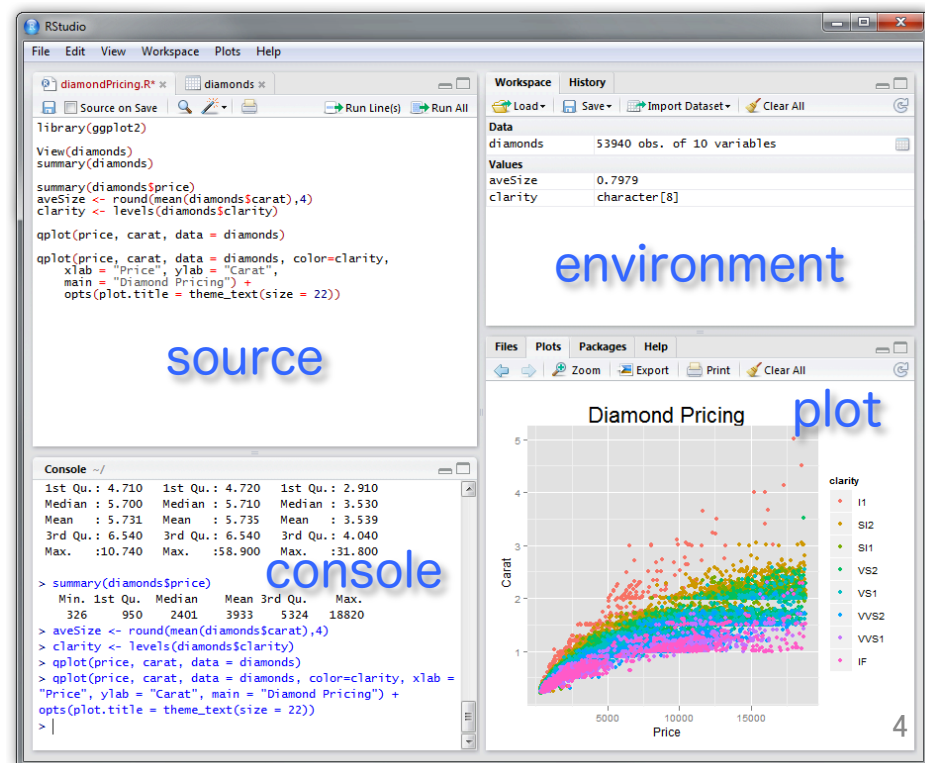 RStudio
File Edit View Workspace Plots Help
diamondPricing.R* diamonds
Source on Save Run Line(s) Run All
library(ggplot2)
View(diamonds)
summary(diamonds)
summary(diamonds$price)
aveSize <- round(mean(diamonds$carat),4)
clarity <- levels(diamonds$clarity)
qplot(price, carat, data = diamonds)
qplot(price, carat, data = diamonds, color=clarity,
xlab = "Price", ylab = "Carat",
main = "Diamond Pricing") +
opts(plot.title = theme_text(size = 22))
source
Console ~/
1st Qu.: 4.710 1st Qu.: 4.720 1st Qu.: 2.910
Median : 5.700 Median : 5.710 Median : 3.530
Mean : 5.731 Mean : 5.735 Mean : 3.539
3rd Qu.: 6.540 3rd Qu.: 6.540 3rd Qu.: 4.040
Max. :10.740 Max. :58.900 Max. :31.800
console
> summary(diamonds$price)
Min. 1st Qu. Median Mean 3rd Qu. Max.
326 950 2401 3933 5324 18820
> aveSize <- round(mean(diamonds$carat),4)
> clarity <- levels(diamonds$clarity)
> qplot(price, carat, data = diamonds)
> qplot(price, carat, data = diamonds, color=clarity, xlab =
"Price", ylab = "Carat", main = "Diamond Pricing") +
opts(plot.title = theme_text(size = 22))
>
Workspace History
Load Save Import Dataset Clear All
Data
diamonds 53940 obs. of 10 variables
Values
aveSize 0.7979
clarity character[8]
environment
Files Plots Packages Help
Zoom Export Print Clear All
plot
Diamond Pricing
5
4
3
2
1
Carat
5000 10000 15000
Price
clarity
I1
SI2
SI1
VS2
VS1
VVS2
VVS1
IF
4